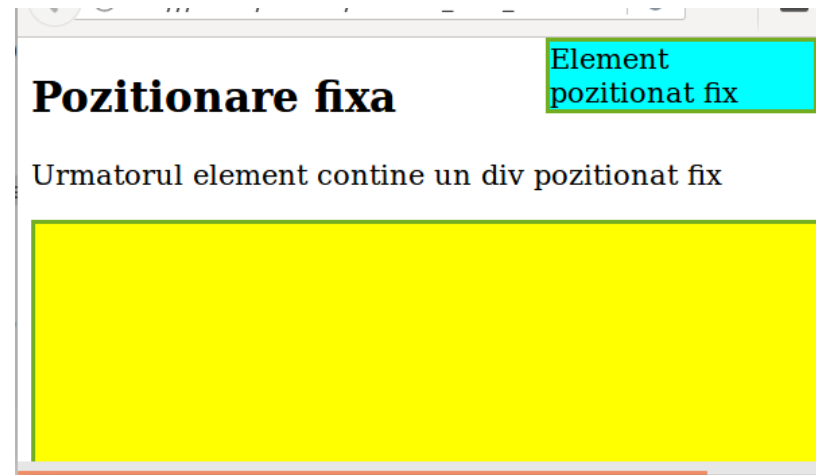 Element
pozitionat fix
Pozitionare fixa
Urmatorul element contine un div pozitionat fix